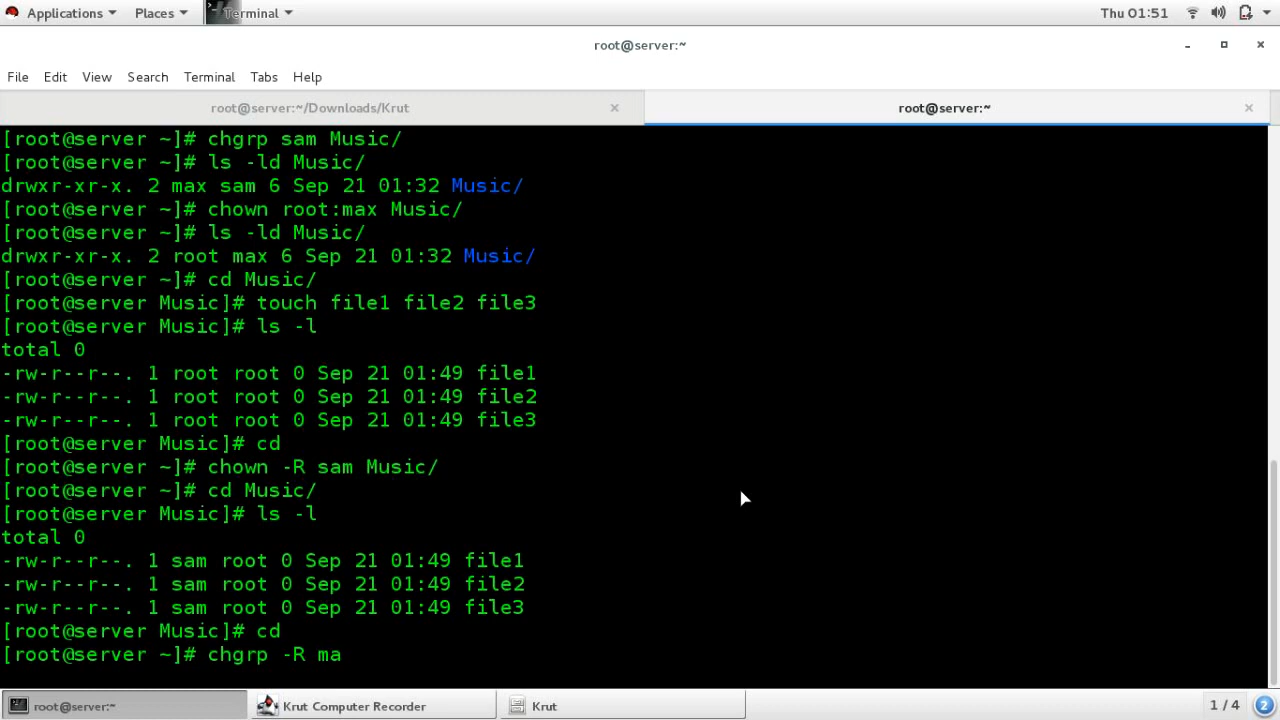 Applications Places Terminal Thu 01:51
root@server:~
File Edit View Search Terminal Tabs Help
root@server:~/Downloads/Krut root@server:~
[root@server ~]# chgrp sam Music/
[root@server ~]# ls -ld Music/
drwxr-xr-x. 2 max sam 6 Sep 21 01:32 Music/
[root@server ~]# chown root:max Music/
[root@server ~]# ls -ld Music/
drwxr-xr-x. 2 root max 6 Sep 21 01:32 Music/
[root@server ~]# cd Music/
[root@server Music]# touch file1 file2 file3
[root@server Music]# ls -l
total 0
-rw-r--r--. 1 root root 0 Sep 21 01:49 file1
-rw-r--r--. 1 root root 0 Sep 21 01:49 file2
-rw-r--r--. 1 root root 0 Sep 21 01:49 file3
[root@server Music]# cd
[root@server ~]# chown -R sam Music/
[root@server ~]# cd Music/
[root@server Music]# ls -l
total 0
-rw-r--r--. 1 sam root 0 Sep 21 01:49 file1
-rw-r--r--. 1 sam root 0 Sep 21 01:49 file2
-rw-r--r--. 1 sam root 0 Sep 21 01:49 file3
[root@server Music]# cd
[root@server ~]# chgrp -R ma
root@server:~ Krut Computer Recorder Krut 1 / 4 2